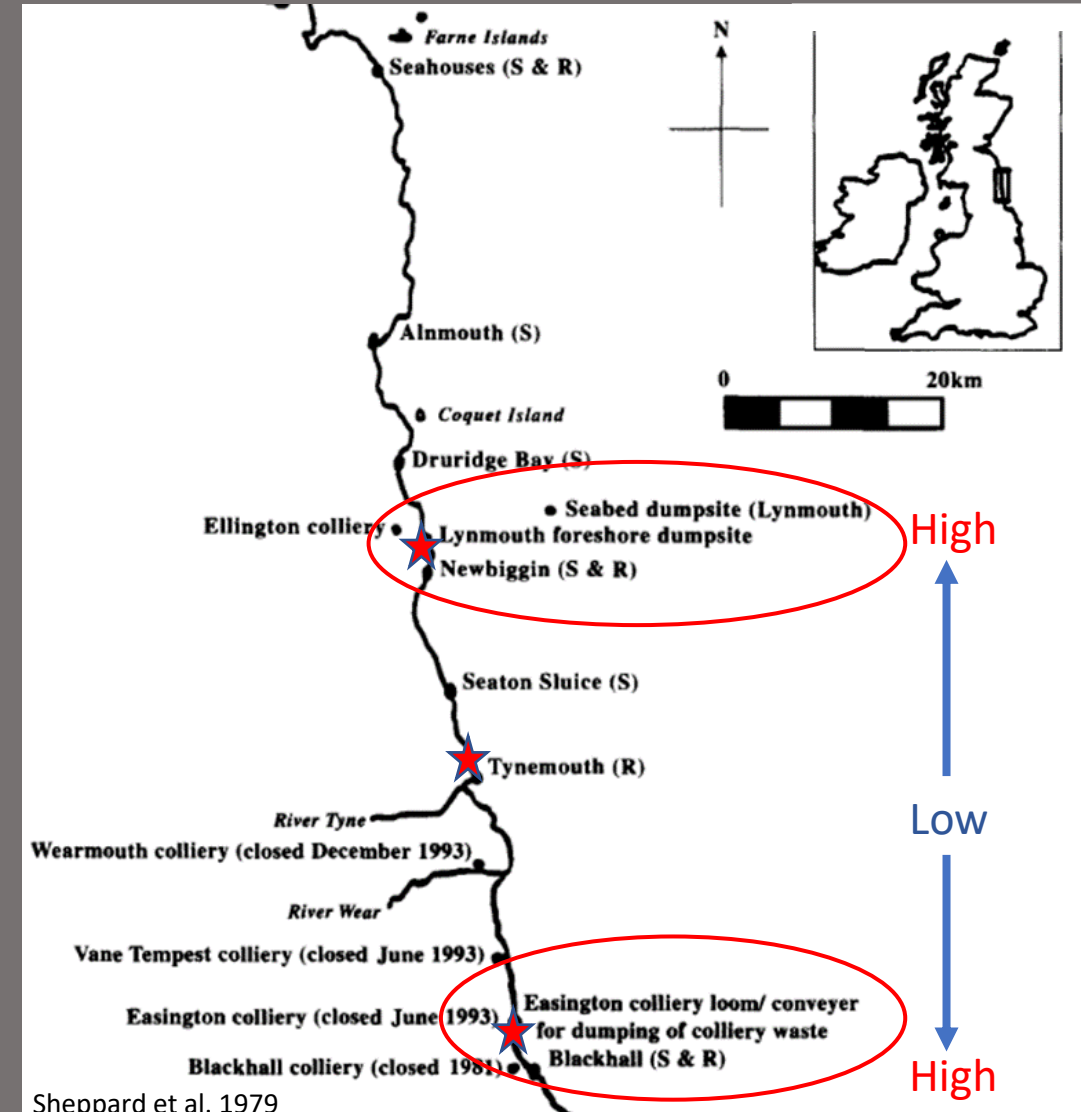 Farne Islands
Seahouses (S & R)
N
Alnmouth (S)
0 20km
Coquet Island
Druridge Bay (S)
Seabed dumpsite (Lynmouth)
Ellington colliery
Lynmouth foreshore dumpsite
High
Newbiggin (S & R)
Seaton Sluice (S)
Tynemouth (R)
River Tyne
Low
Wearmouth colliery (closed December 1993)
River Wear
Vane Tempest colliery (closed June 1993)
Easington colliery loom/ conveyer
Easington colliery (closed June 1993)
for dumping of colliery waste
Blackhall (S & R)
Blackhall colliery (closed 1981)
High
Sheppard et al. 1979